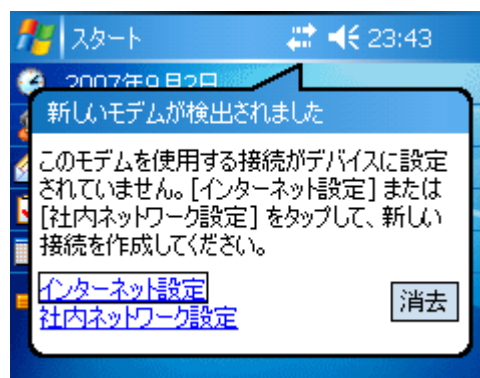 スタート 23:43
2007年9月2日
新しいモデムが検出されました
このモデムを使用する接続がデバイスに設定
されていません。[インターネット設定] または
[社内ネットワーク設定] をタップして、新しい
接続を作成してください。
インターネット設定
消去
社内ネットワーク設定